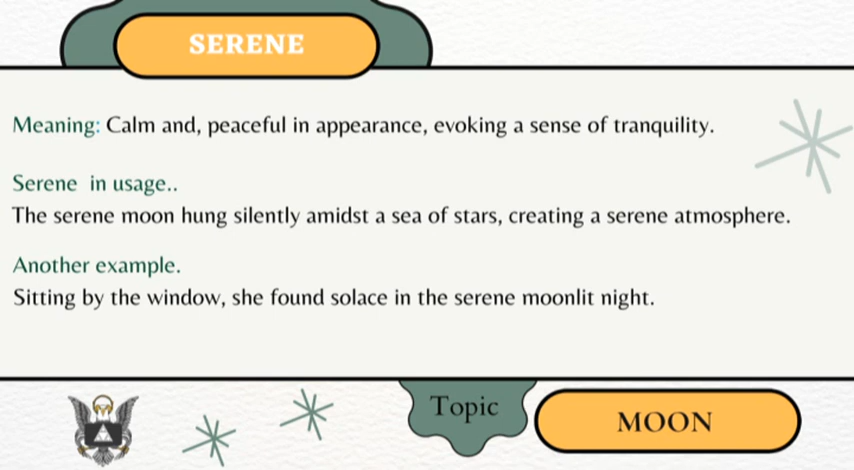 SERENE
Meaning: Calm and, peaceful in appearance, evoking a sense of tranquility.
Serene in usage..
The serene moon hung silently amidst a sea of stars, creating a serene atmosphere.
Another example.
Sitting by the window, she found solace in the serene moonlit night.
Topic
MOON